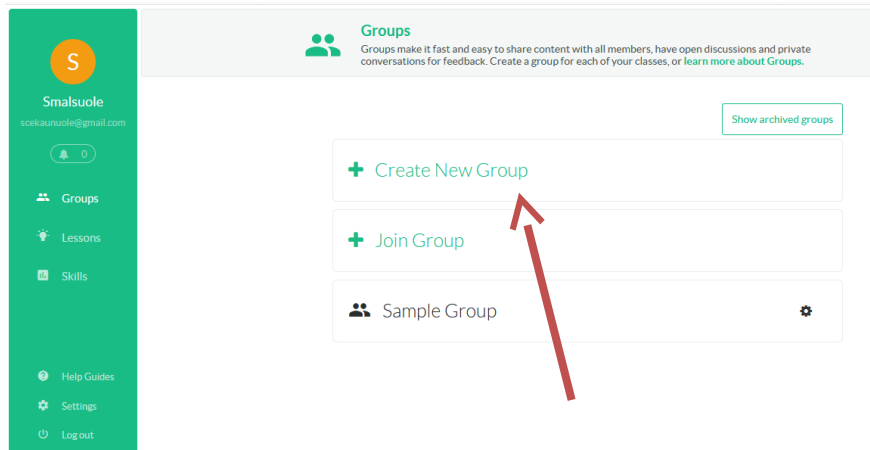 S
Smalsuole
scekaunuole@gmail.com
0
Groups
Lessons
Skills
Help Guides
Settings
Log out
Groups
Groups make it fast and easy to share content with all members, have open discussions and private
conversations for feedback. Create a group for each of your classes, or learn more about Groups.
Show archived groups
Create New Group
Join Group
Sample Group